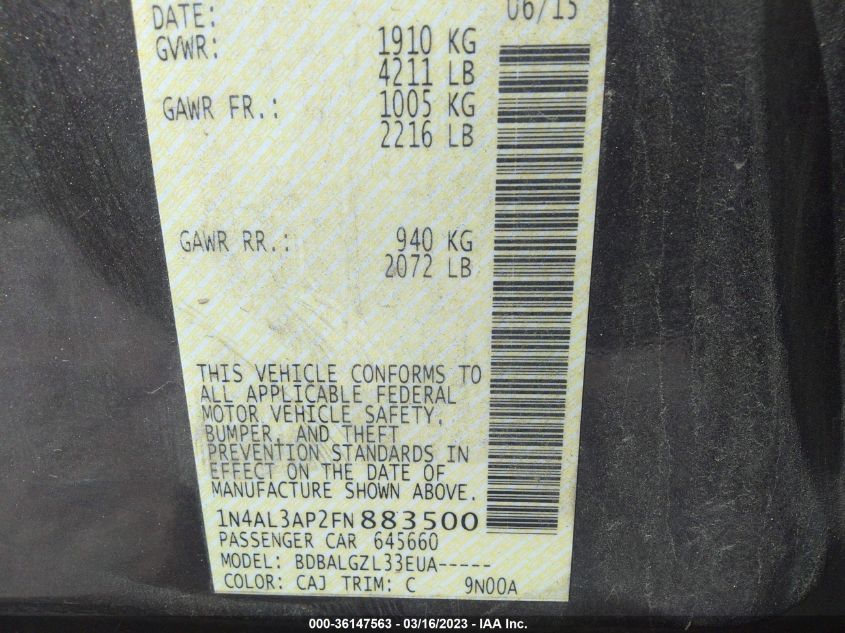 DATE: 06/15
GVWR: 1910 KG
4211 LB
GAWR FR.: 1005 KG
2216 LB
GAWR RR.: 940 KG
2072 LB
THIS VEHICLE CONFORMS TO
ALL APPLICABLE FEDERAL
MOTOR VEHICLE SAFETY,
BUMPER, AND THEFT
PREVENTION STANDARDS IN
EFFECT ON THE DATE OF
MANUFACTURE SHOWN ABOVE.
1N4AL3AP2FN883500
PASSENGER CAR 645660
MODEL: BDBALGZL33EUA-----
COLOR: CAJ TRIM: C 9N00A
000-36147563 - 03/16/2023 - IAA Inc.